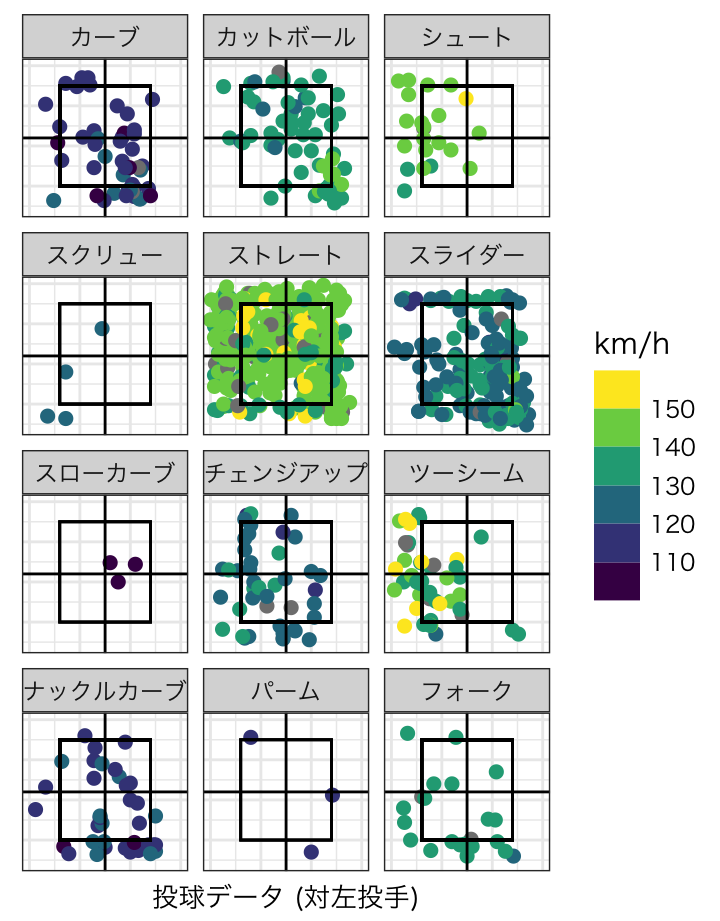 カーブ
カットボール
シュート
スクリュー
ストレート
スライダー
スローカーブ
チェンジアップ
ツーシーム
ナックルカーブ
パーム
フォーク
km/h
150
140
130
120
110
投球データ (対左投手)